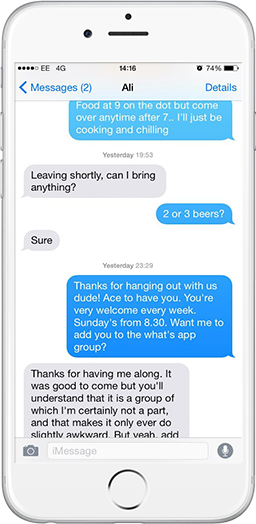 EE 4G 14:16 74%
Messages (2) Ali Details
Food at 9 on the dot but come
over anytime after 7.. I'll just be
cooking and chilling
Yesterday 19:53
Leaving shortly, can I bring
anything?
2 or 3 beers?
Sure
Yesterday 23:29
Thanks for hanging out with us
dude! Ace to have you. You're
very welcome every week.
Sunday's from 8.30. Want me to
add you to the what's app
group?
Thanks for having me along. It
was good to come but you'll
understand that it is a group of
which I'm certainly not a part,
and that makes it only ever do
slightly awkward. But yeah, add
iMessage